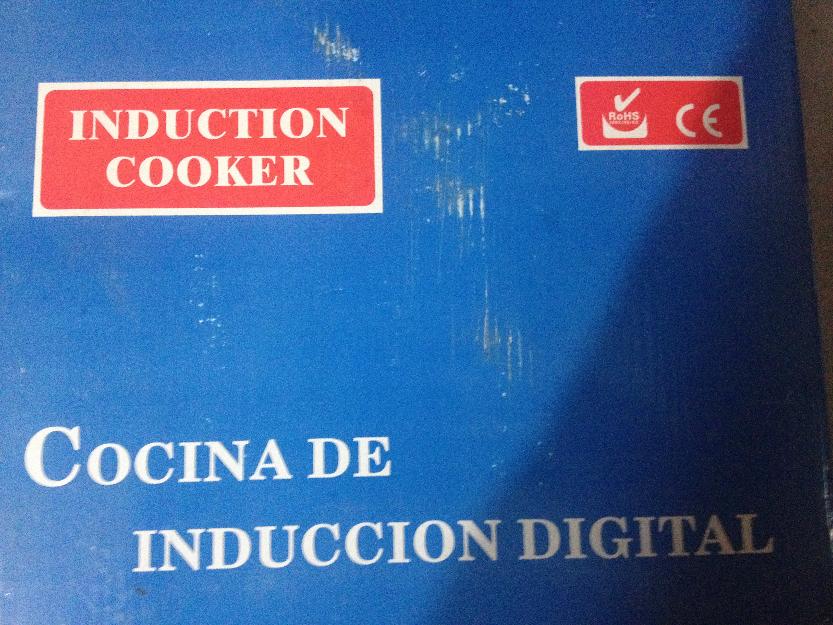 INDUCTION
COOKER
RoHS
CE
COCINA DE
INDUCCION DIGITAL